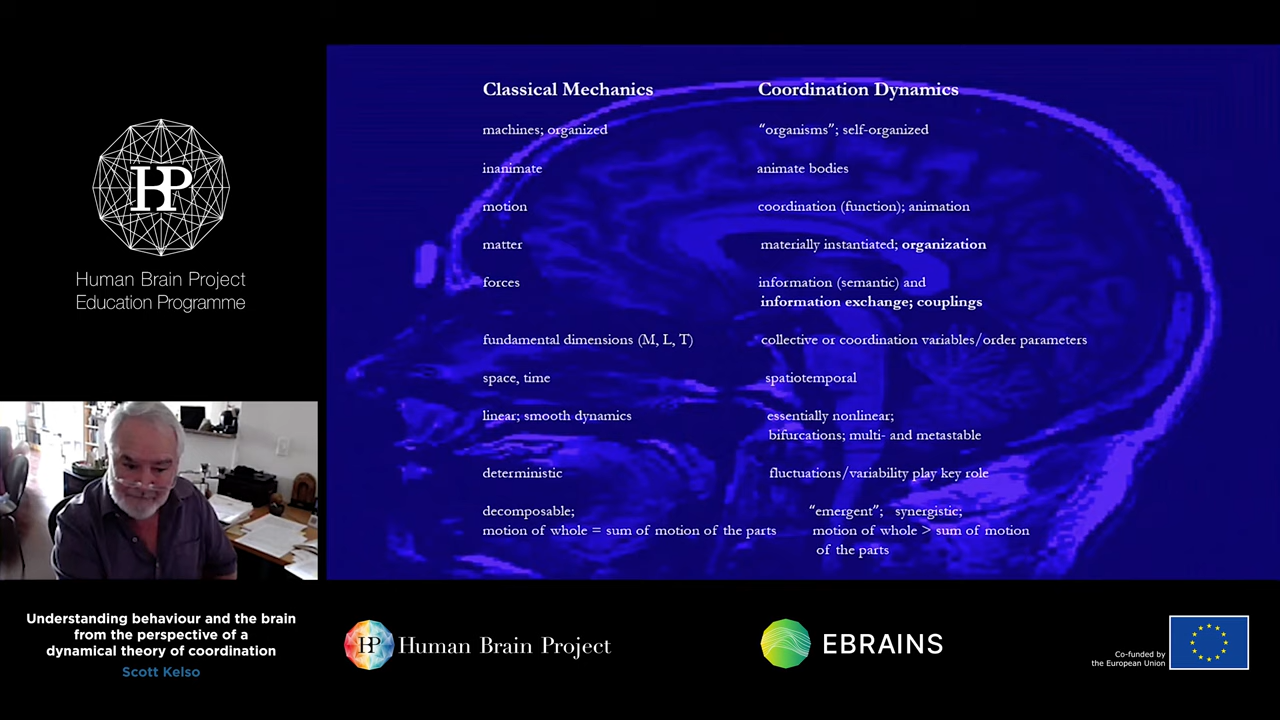 HP
Human Brain Project
Education Programme
Classical Mechanics
Coordination Dynamics
machines; organized
“organisms”; self-organized
inanimate
animate bodies
motion
coordination (function); animation
matter
materially instantiated; organization
forces
information (semantic) and
information exchange; couplings
fundamental dimensions (M, L, T)
collective or coordination variables/order parameters
space, time
spatiotemporal
linear; smooth dynamics
essentially nonlinear;
bifurcations; multi- and metastable
deterministic
fluctuations/variability play key role
decomposable;
motion of whole = sum of motion of the parts
“emergent”; synergistic;
motion of whole > sum of motion
of the parts
Understanding behaviour and the brain
from the perspective of a
dynamical theory of coordination
Scott Kelso
HP Human Brain Project
EBRAINS
Co-funded by
the European Union